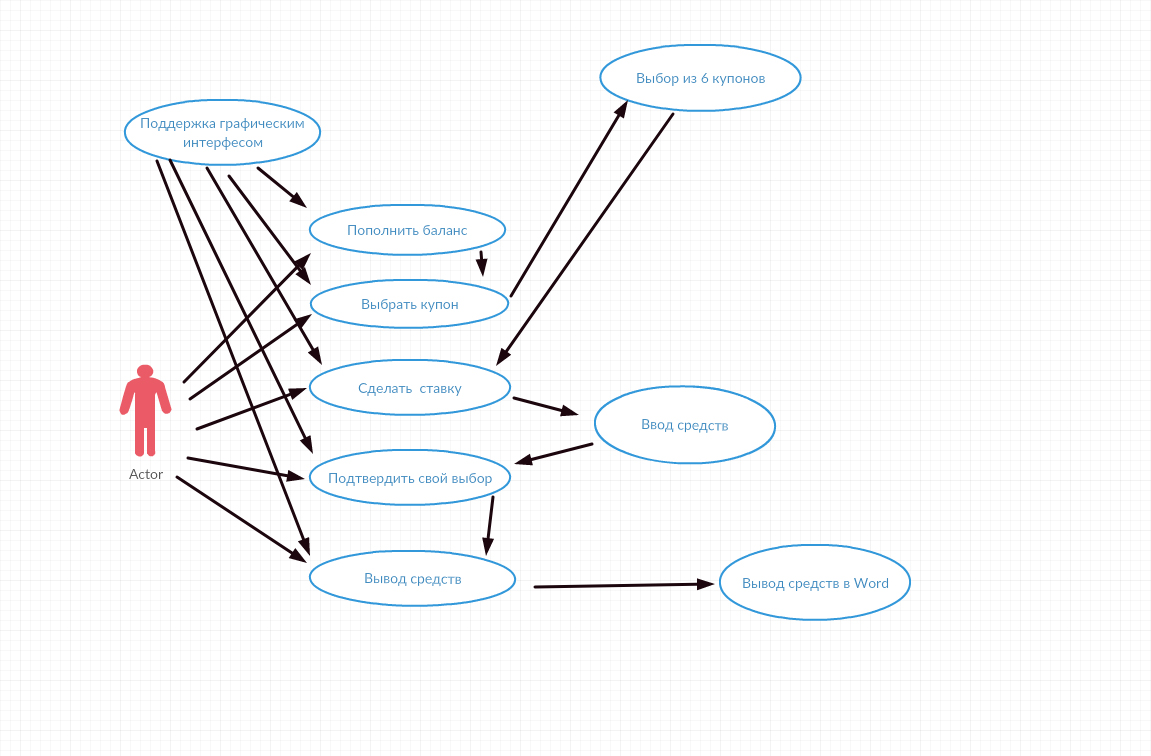 Выбор из 6 купонов
Поддержка графическим
интерфесом
Пополнить баланс
Выбрать купон
Сделать  ставку
Ввод средств
Actor
Подтвердить свой выбор
Вывод средств
Вывод средств в Word